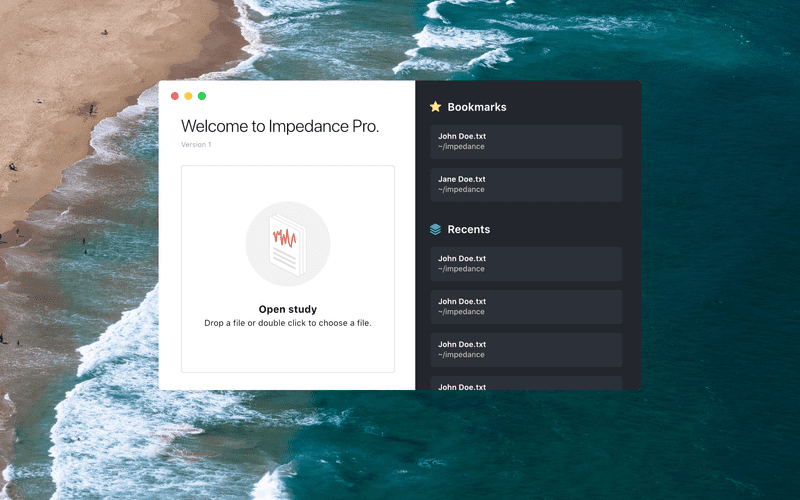 Welcome to Impedance Pro.
Version 1
Open study
Drop a file or double click to choose a file.
Bookmarks
John Doe.txt
~/impedance
Jane Doe.txt
~/impedance
Recents
John Doe.txt
~/impedance
John Doe.txt
~/impedance
John Doe.txt
~/impedance
John Doe.txt